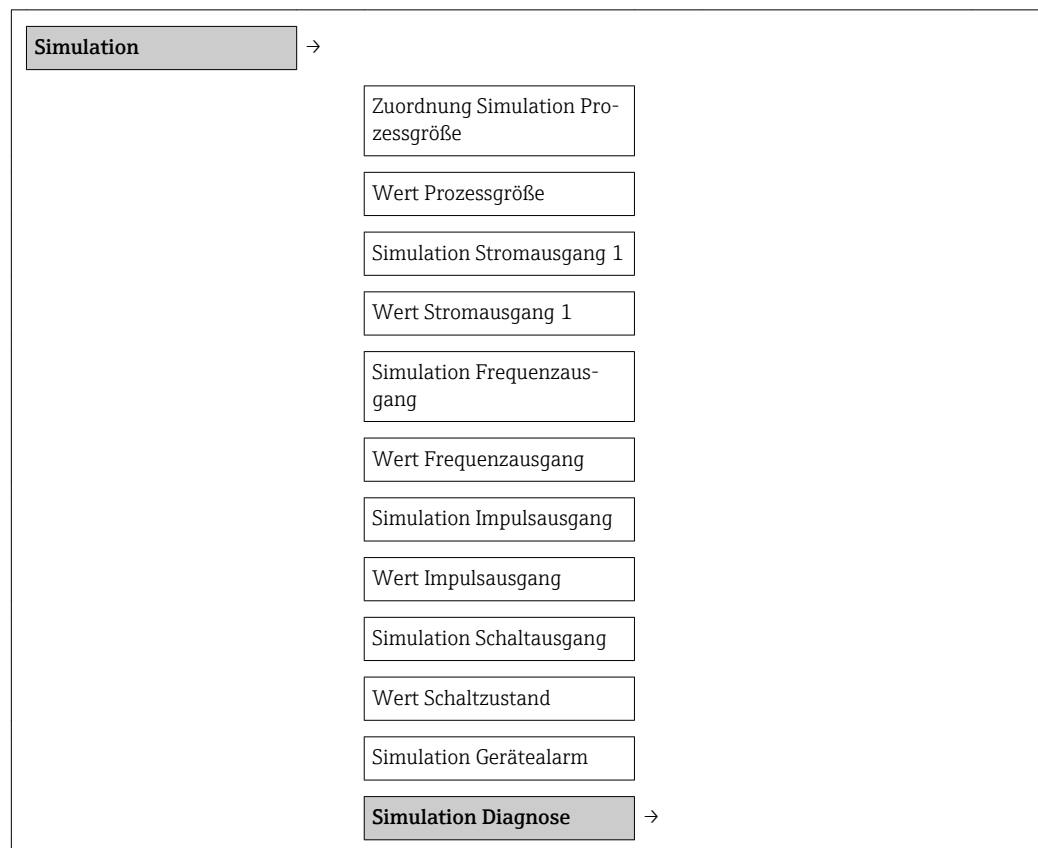 Simulation →
Zuordnung Simulation Pro-
zessgröße
Wert Prozessgröße
Simulation Stromausgang 1
Wert Stromausgang 1
Simulation Frequenzaus-
gang
Wert Frequenzausgang
Simulation Impulsausgang
Wert Impulsausgang
Simulation Schaltausgang
Wert Schaltzustand
Simulation Gerätealarm
Simulation Diagnose →